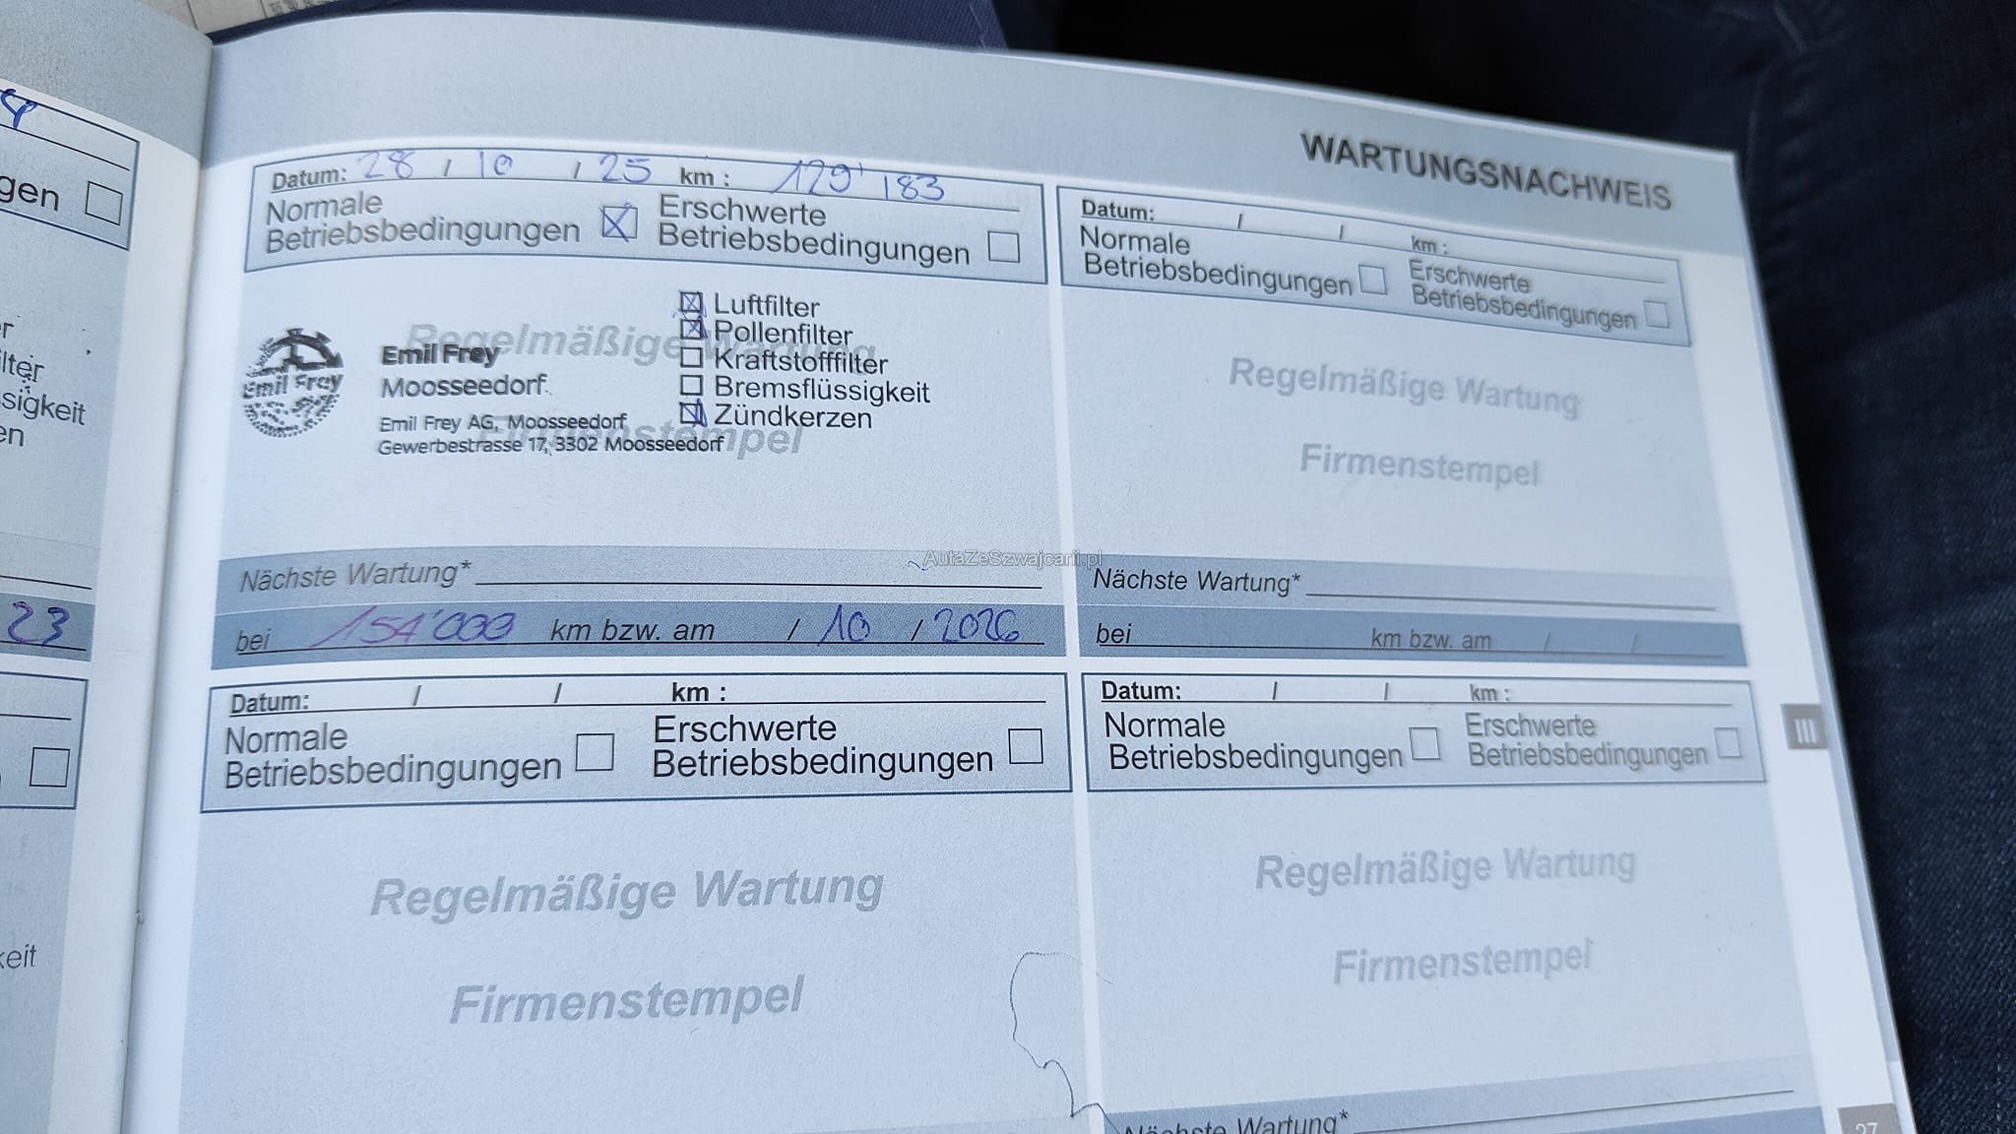 WARTUNGSNACHWEIS
gen
r
lter
sigkeit
en
23
keit
Datum: 28 / 10 / 25 km : 129' 183
Normale
Betriebsbedingungen
Erschwerte
Betriebsbedingungen
Regelmäßige Wartung
Firmenstempel
Emil Frey
Emil Frey
Moosseedorf
Emil Frey AG, Moosseedorf
Gewerbestrasse 17, 3302 Moosseedorf
Luftfilter
Pollenfilter
Kraftstofffilter
Bremsflüssigkeit
Zündkerzen
Nächste Wartung*
bei 154'000 km bzw. am / 10 / 2026
Datum: / / km :
Normale
Betriebsbedingungen
Erschwerte
Betriebsbedingungen
Regelmäßige Wartung
Firmenstempel
Nächste Wartung*
bei km bzw. am / /
AutaZeSzwajcarii.pl
Datum: / / km :
Normale
Betriebsbedingungen
Erschwerte
Betriebsbedingungen
Regelmäßige Wartung
Firmenstempel
Datum: / / km :
Normale
Betriebsbedingungen
Erschwerte
Betriebsbedingungen
Regelmäßige Wartung
Firmenstempel
Nächste Wartung*
III
27